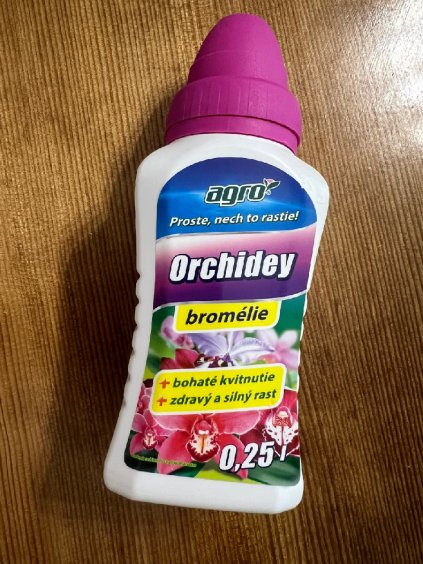 agro
Proste, nech to rastie!
Orchidey
bromélie
+ bohaté kvitnutie
+ zdravý a silný rast
0,25 l